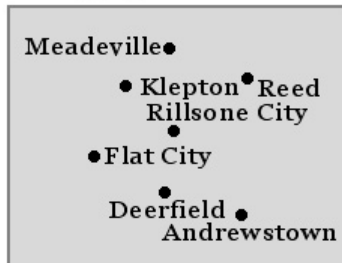 Meadeville
Klepton Reed
Rillsone City
Flat City
Deerfield
Andrewstown